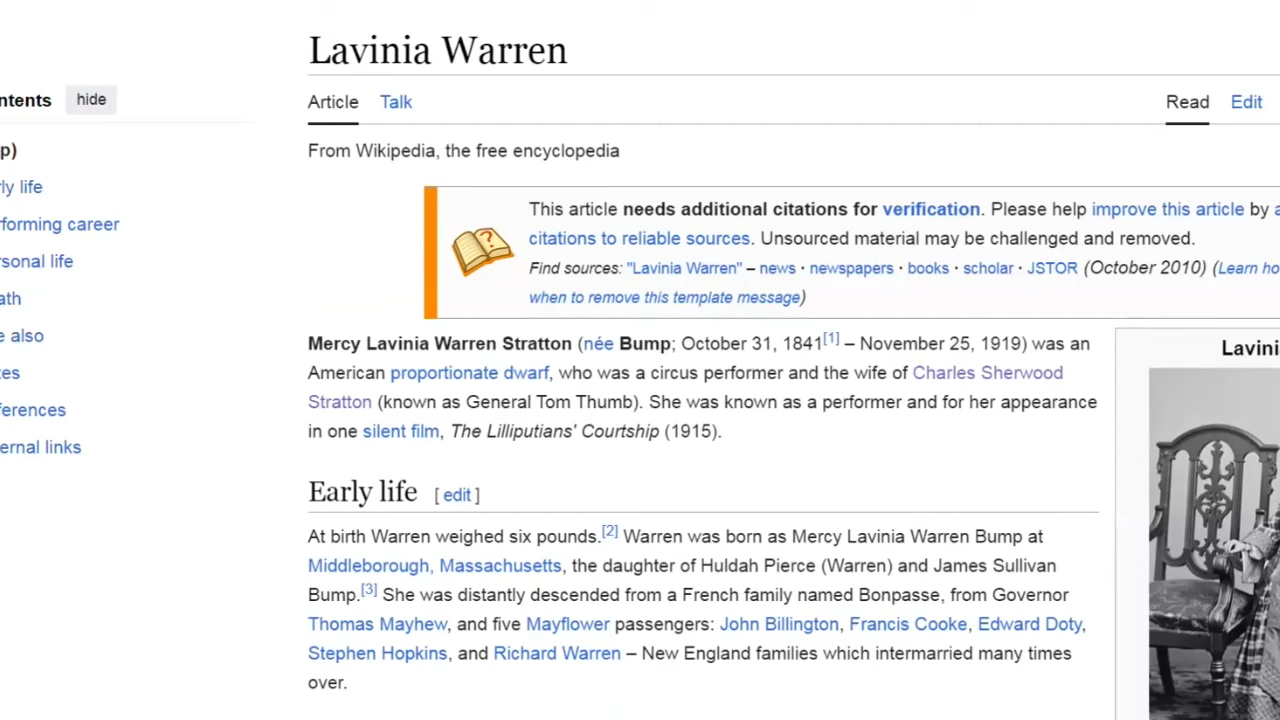 Lavinia Warren
ntents hide
Article Talk Read Edit
p)
From Wikipedia, the free encyclopedia
rly life
forming career
rsonal life
ath
e also
es
ferences
ernal links
This article needs additional citations for verification. Please help improve this article by a
citations to reliable sources. Unsourced material may be challenged and removed.
Find sources: "Lavinia Warren" – news · newspapers · books · scholar · JSTOR (October 2010) (Learn ho
when to remove this template message)
Mercy Lavinia Warren Stratton (née Bump; October 31, 1841[1] – November 25, 1919) was an
American proportionate dwarf, who was a circus performer and the wife of Charles Sherwood
Stratton (known as General Tom Thumb). She was known as a performer and for her appearance
in one silent film, The Lilliputians' Courtship (1915).
Lavini
Early life [ edit ]
At birth Warren weighed six pounds.[2] Warren was born as Mercy Lavinia Warren Bump at
Middleborough, Massachusetts, the daughter of Huldah Pierce (Warren) and James Sullivan
Bump.[3] She was distantly descended from a French family named Bonpasse, from Governor
Thomas Mayhew, and five Mayflower passengers: John Billington, Francis Cooke, Edward Doty,
Stephen Hopkins, and Richard Warren – New England families which intermarried many times
over.